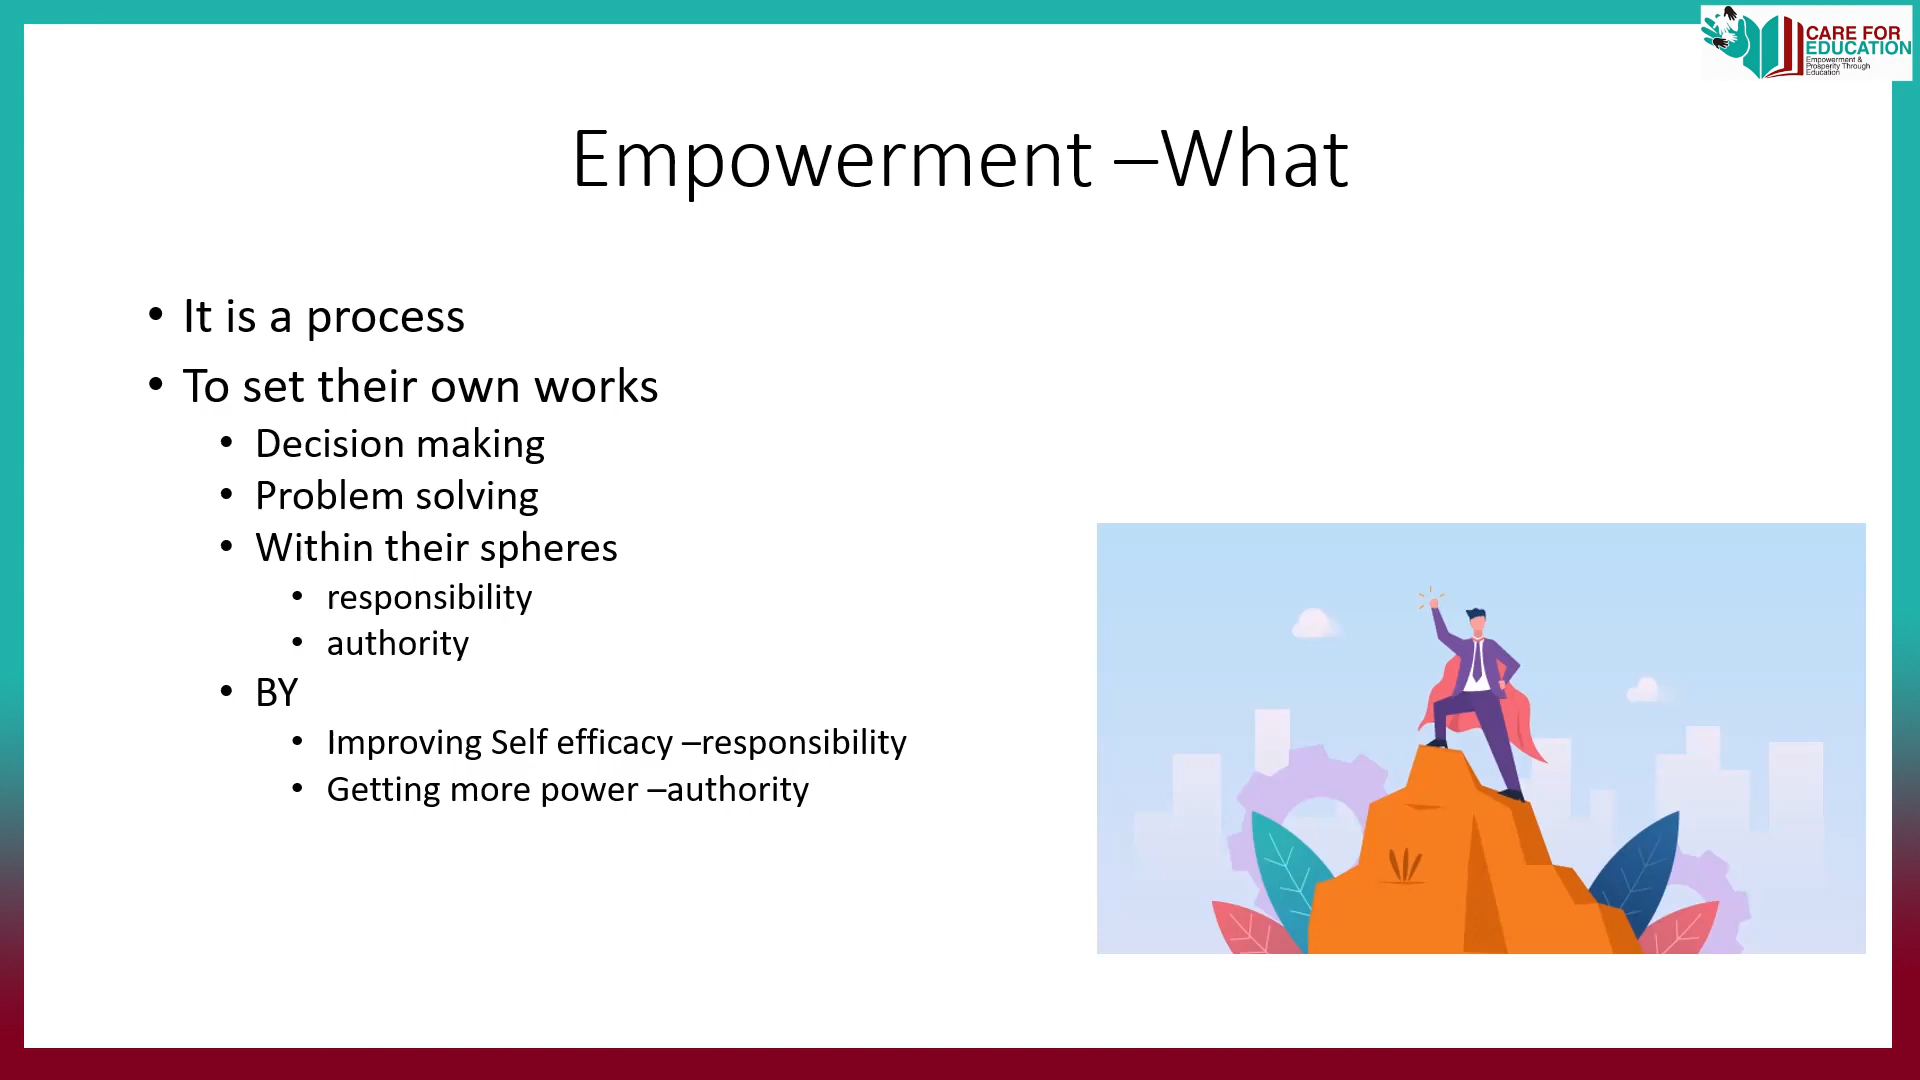 CARE FOR
EDUCATION
Empowerment &
Prosperity Through
Education
Empowerment –What
• It is a process
• To set their own works
• Decision making
• Problem solving
• Within their spheres
• responsibility
• authority
• BY
• Improving Self efficacy –responsibility
• Getting more power –authority